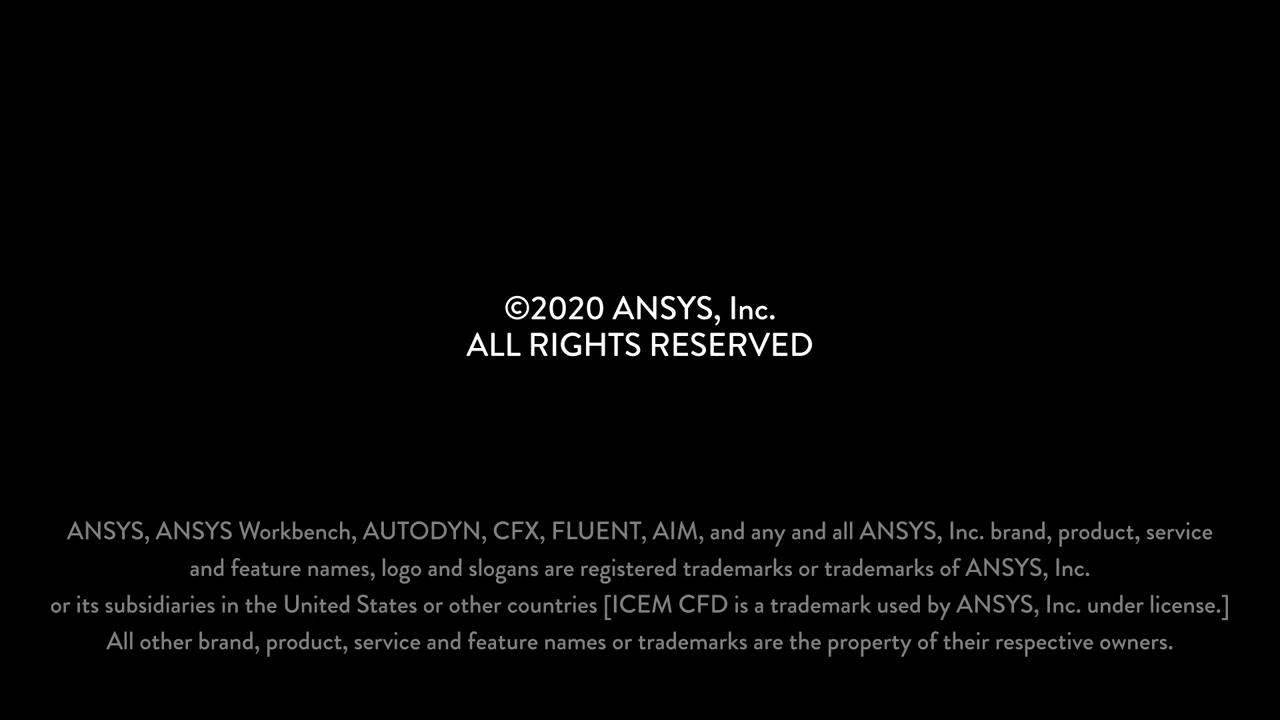 ©2020 ANSYS, Inc.
ALL RIGHTS RESERVED
ANSYS, ANSYS Workbench, AUTODYN, CFX, FLUENT, AIM, and any and all ANSYS, Inc. brand, product, service
and feature names, logo and slogans are registered trademarks or trademarks of ANSYS, Inc.
or its subsidiaries in the United States or other countries [ICEM CFD is a trademark used by ANSYS, Inc. under license.]
All other brand, product, service and feature names or trademarks are the property of their respective owners.